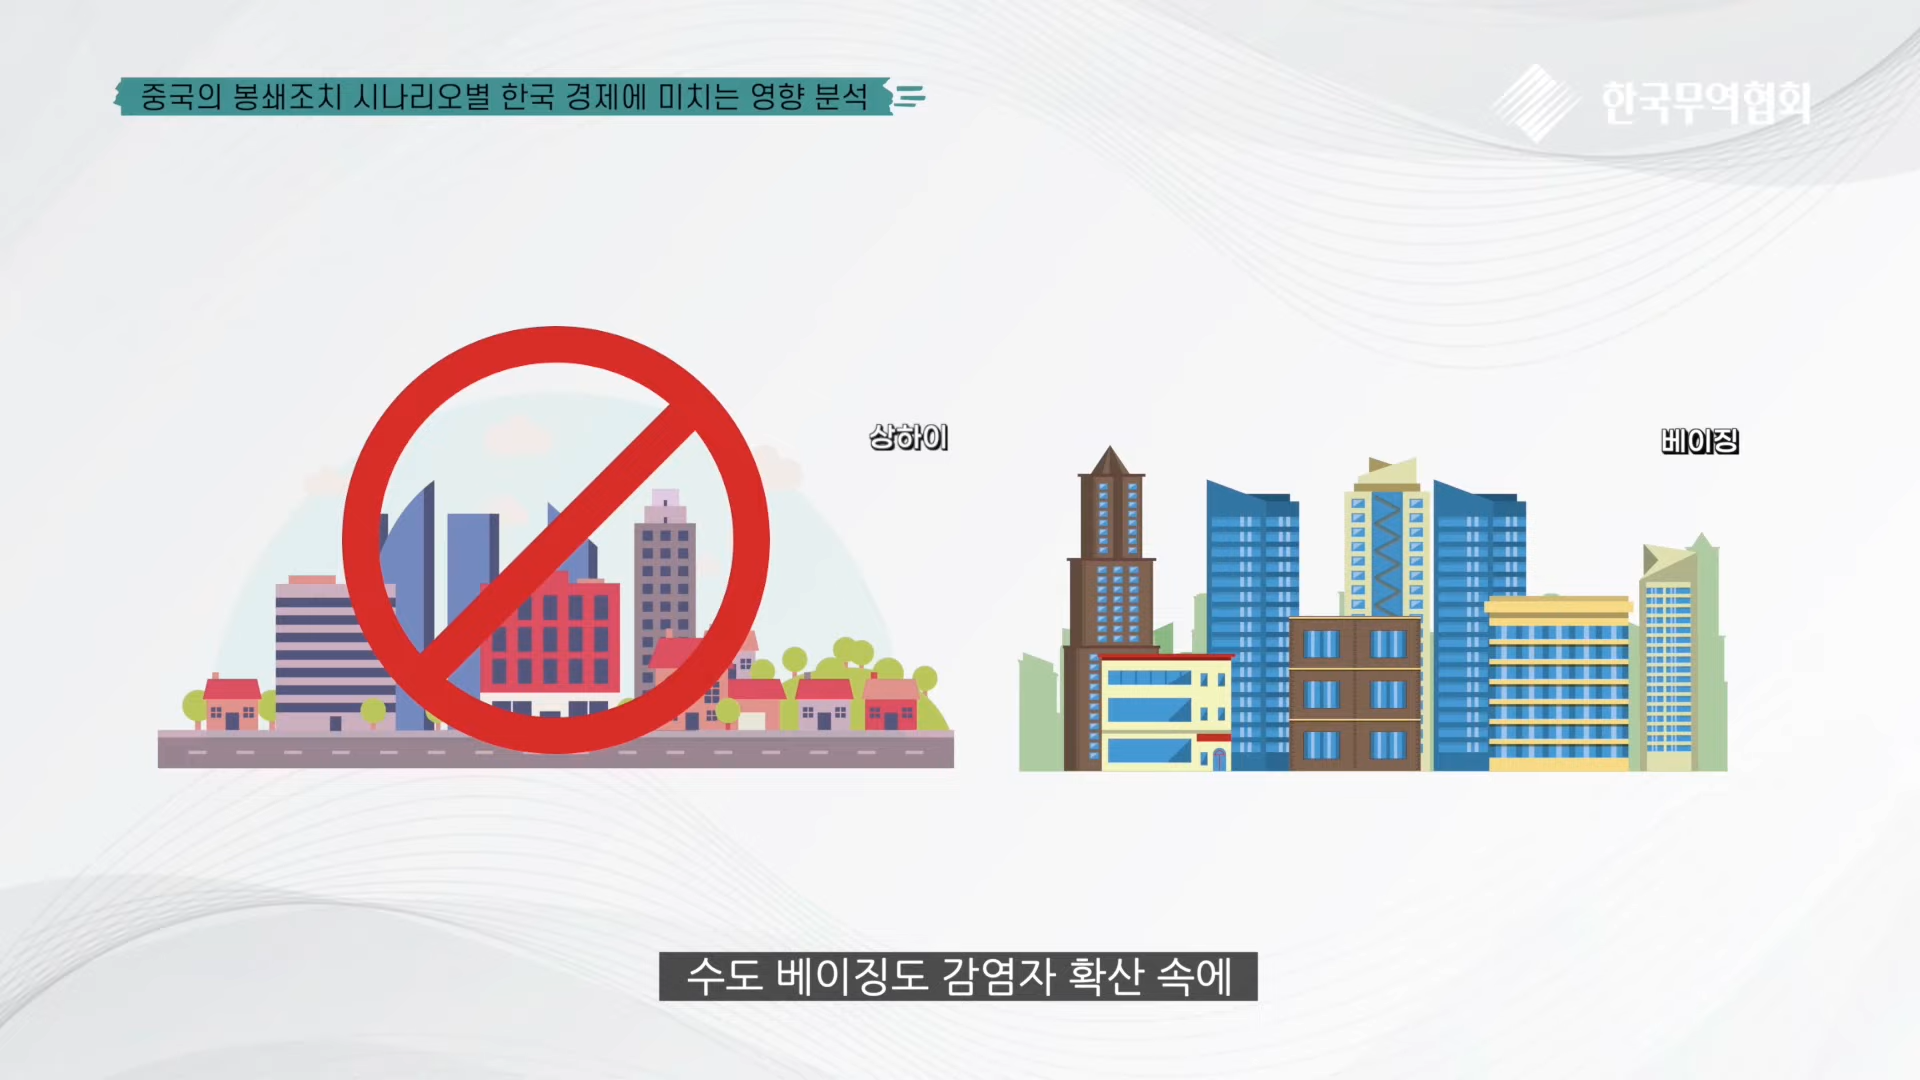 중국의 봉쇄조치 시나리오별 한국 경제에 미치는 영향 분석
한국무역협회
상하이
베이징
수도 베이징도 감염자 확산 속에